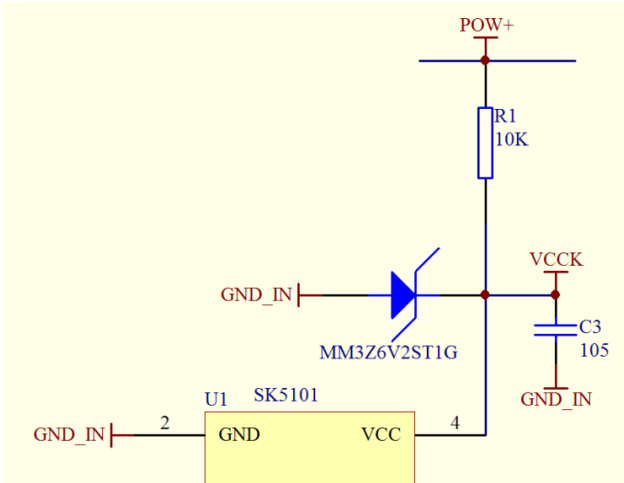 POW+
R1
10K
VCCK
GND_IN
C3
MM3Z6V2ST1G
105
U1 SK5101
GND_IN
2
4
GND_IN
GND VCC